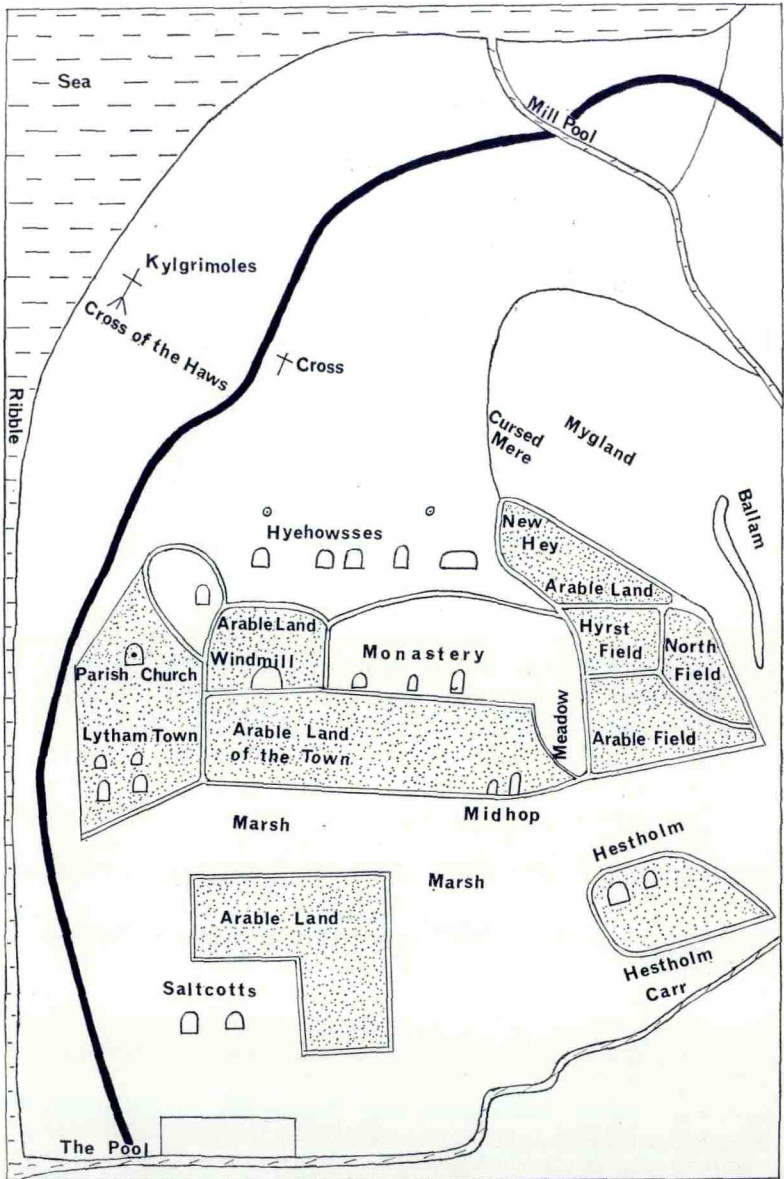 Sea
Mill Pool
Kylgrimoles
Cross of the Haws
Cross
Ribble
Cursed
Mere
Mygland
Ballam
Hyehowsses
New
Hey
Arable Land
Arable Land
Windmill
Monastery
Hyrst
Field
North
Field
Parish Church
Meadow
Lytham Town
Arable Land
of the Town
Arable Field
Marsh
Midhop
Marsh
Hestholm
Arable Land
Hestholm
Carr
Saltcotts
The Pool